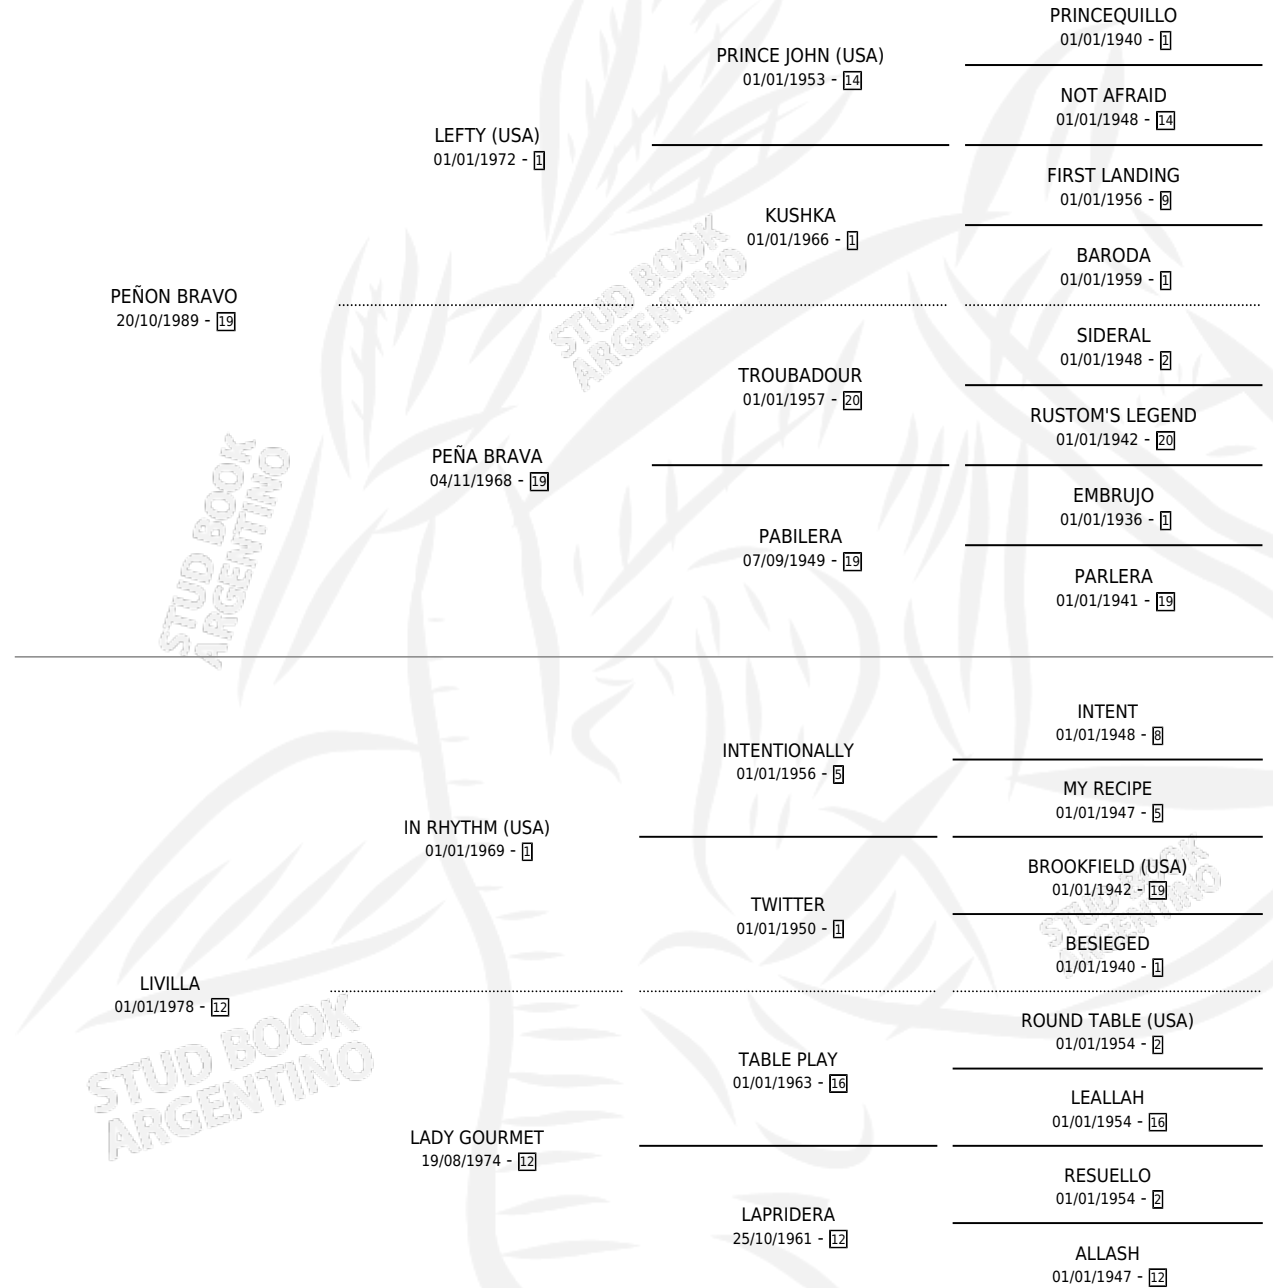 PRINCEQUILLO
01/01/1940 - 1
PRINCE JOHN (USA)
01/01/1953 - 14
NOT AFRAID
01/01/1948 - 14
LEFTY (USA)
01/01/1972 - 1
FIRST LANDING
01/01/1956 - 9
KUSHKA
01/01/1966 - 1
BARODA
01/01/1959 - 1
PEÑON BRAVO
20/10/1989 - 19
SIDERAL
01/01/1948 - 2
TROUBADOUR
01/01/1957 - 20
RUSTOM'S LEGEND
01/01/1942 - 20
PEÑA BRAVA
04/11/1968 - 19
EMBRUJO
01/01/1936 - 1
PABILERA
07/09/1949 - 19
PARLERA
01/01/1941 - 19
STUD BOOK
ARGENTINO
STUD BOOK
ARGENTINO
INTENT
01/01/1948 - 8
INTENTIONALLY
01/01/1956 - 5
MY RECIPE
01/01/1947 - 5
IN RHYTHM (USA)
01/01/1969 - 1
BROOKFIELD (USA)
01/01/1942 - 19
TWITTER
01/01/1950 - 1
BESIEGED
01/01/1940 - 1
LIVILLA
01/01/1978 - 12
ROUND TABLE (USA)
01/01/1954 - 2
TABLE PLAY
01/01/1963 - 16
LEALLAH
01/01/1954 - 16
LADY GOURMET
19/08/1974 - 12
RESUELLO
01/01/1954 - 2
LAPRIDERA
25/10/1961 - 12
ALLASH
01/01/1947 - 12
STUD BOOK
ARGENTINO
STUD BOOK
ARGENTINO